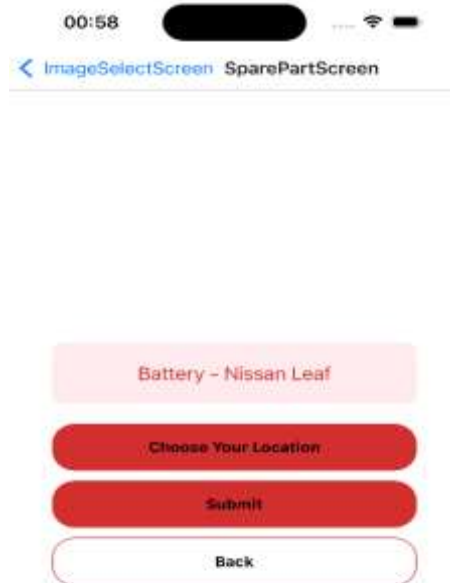 00:58
ImageSelectScreen SparePartScreen
Battery – Nissan Leaf
Choose Your Location
Submit
Back